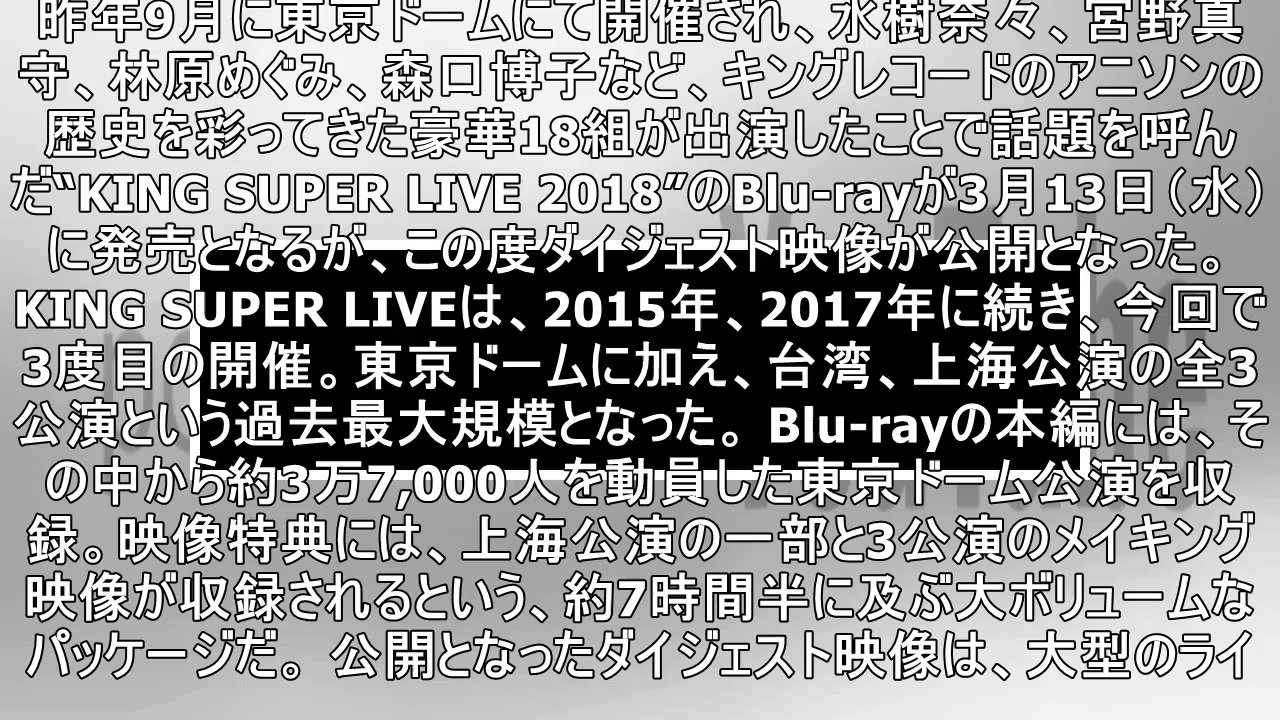 昨年9月に東京ドームにて開催され、水樹奈々、宮野真
守、林原めぐみ、森口博子など、キングレコードのアニソンの
歴史を彩ってきた豪華18組が出演したことで話題を呼ん
だ“KING SUPER LIVE 2018”のBlu-rayが3月13日（水）
に発売となるが、この度ダイジェスト映像が公開となった。
KING SUPER LIVEは、2015年、2017年に続き、今回で
3度目の開催。東京ドームに加え、台湾、上海公演の全3
公演という過去最大規模となった。Blu-rayの本編には、そ
の中から約3万7,000人を動員した東京ドーム公演を収
録。映像特典には、上海公演の一部と3公演のメイキング
映像が収録されるという、約7時間半に及ぶ大ボリュームな
パッケージだ。公開となったダイジェスト映像は、大型のライ